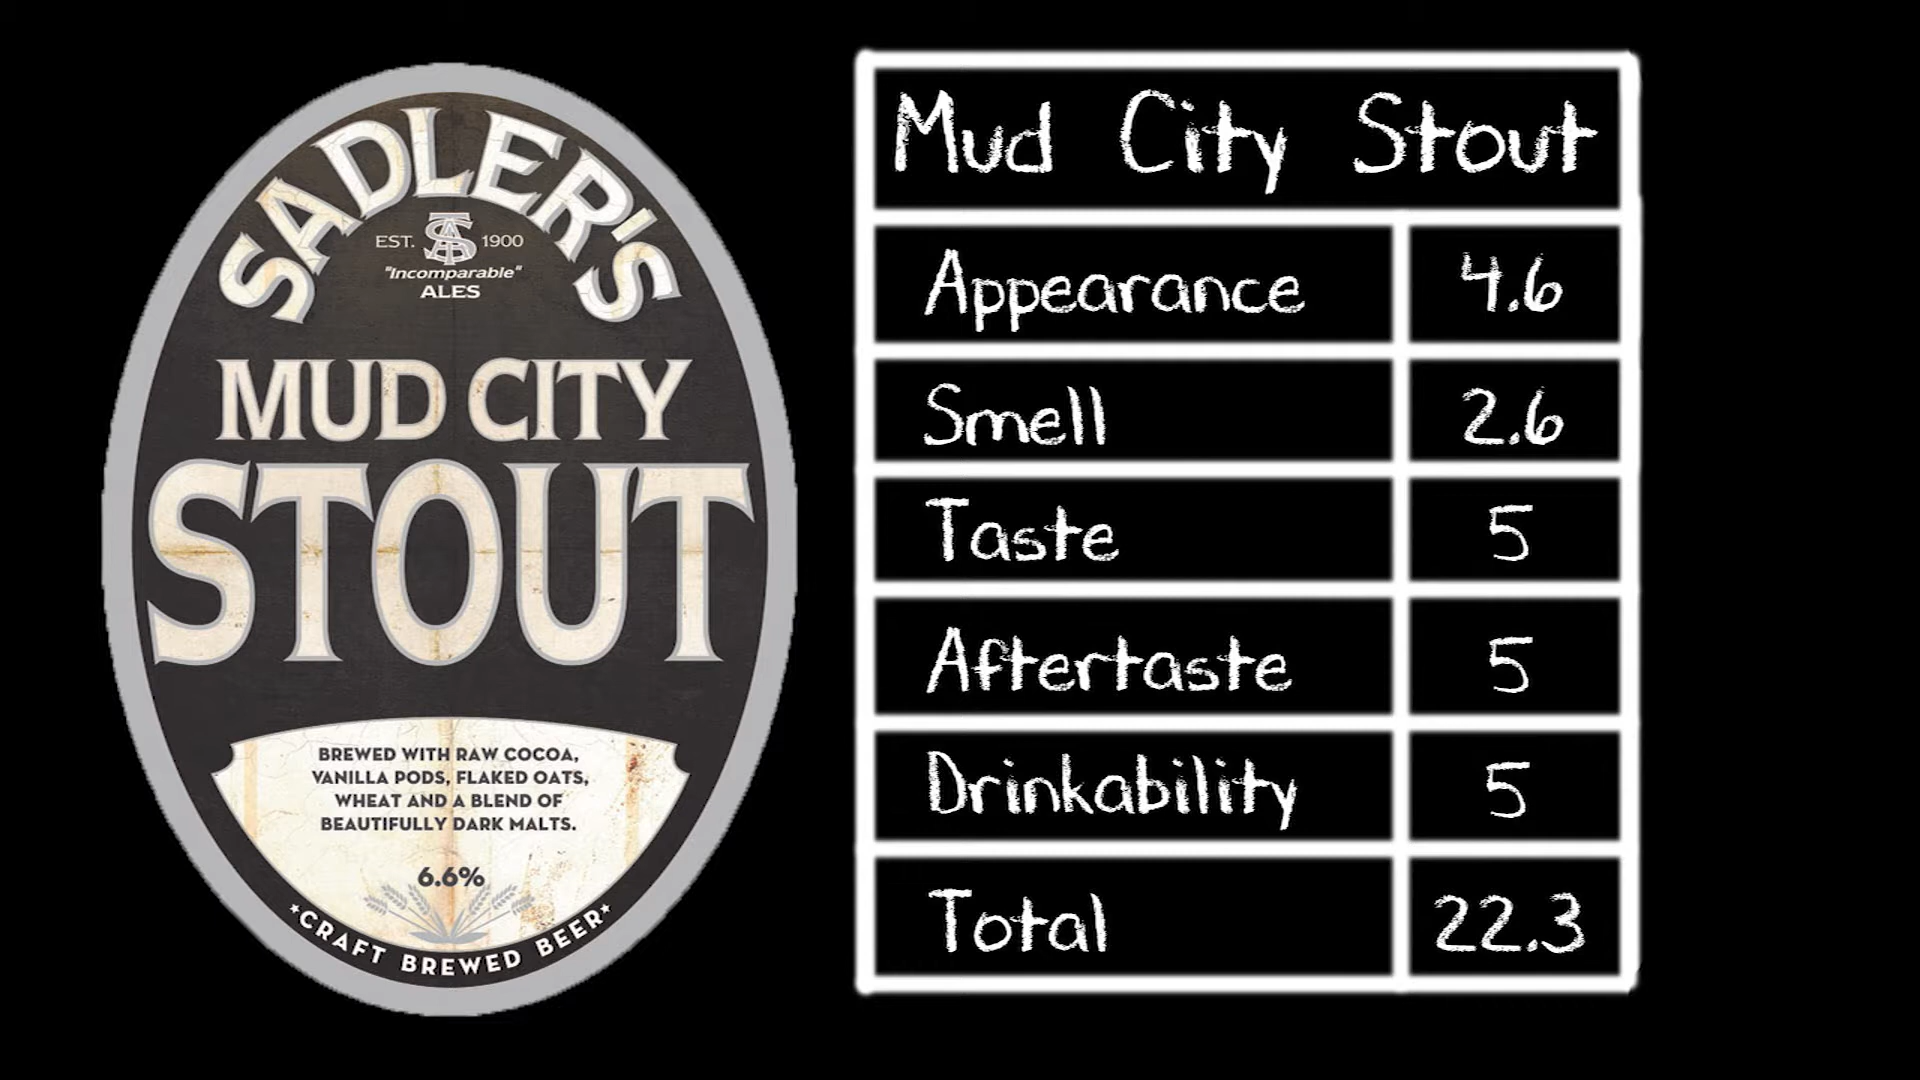 SADLER'S
EST. SA 1900
"Incomparable"
ALES
MUD CITY
STOUT
BREWED WITH RAW COCOA,
VANILLA PODS, FLAKED OATS,
WHEAT AND A BLEND OF
BEAUTIFULLY DARK MALTS.
6.6%
★CRAFT BREWED BEER★
Mud City Stout
Appearance 4.6
Smell 2.6
Taste 5
Aftertaste 5
Drinkability 5
Total 22.3